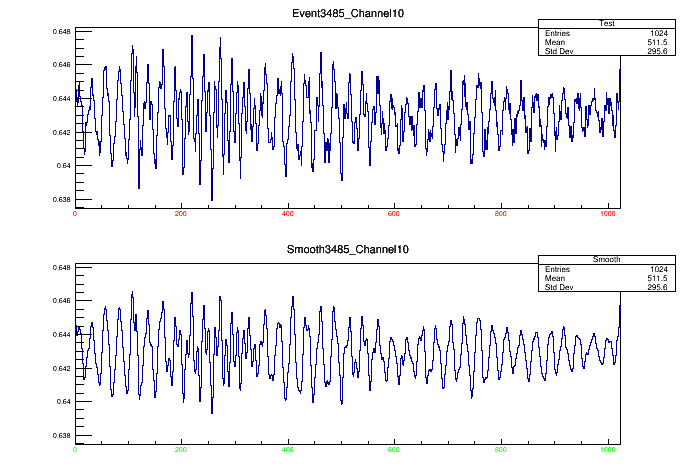 Event3485_Channel10
Test
Entries 1024
Mean 511.5
Std Dev 295.6
0.648
0.646
0.644
0.642
0.64
0.638
0 200 400 600 800 1000
Smooth3485_Channel10
Smooth
Entries 1024
Mean 511.5
Std Dev 295.6
0.648
0.646
0.644
0.642
0.64
0.638
0 200 400 600 800 1000